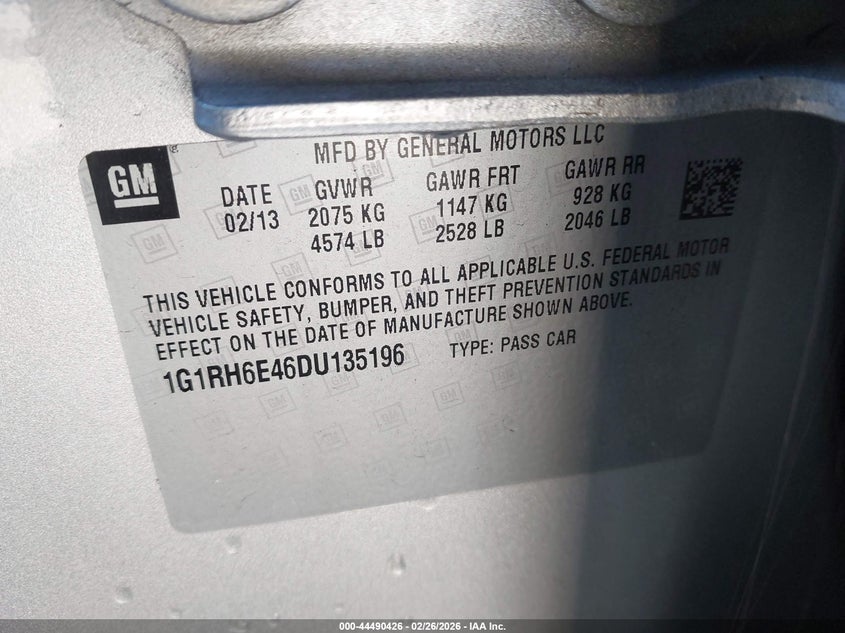 MFD BY GENERAL MOTORS LLC
GM
DATE GVWR GAWR FRT GAWR RR
02/13 2075 KG 1147 KG 928 KG
4574 LB 2528 LB 2046 LB
THIS VEHICLE CONFORMS TO ALL APPLICABLE U.S. FEDERAL MOTOR
VEHICLE SAFETY, BUMPER, AND THEFT PREVENTION STANDARDS IN
EFFECT ON THE DATE OF MANUFACTURE SHOWN ABOVE.
1G1RH6E46DU135196 TYPE: PASS CAR
000-44490426 - 02/26/2026 - IAA Inc.